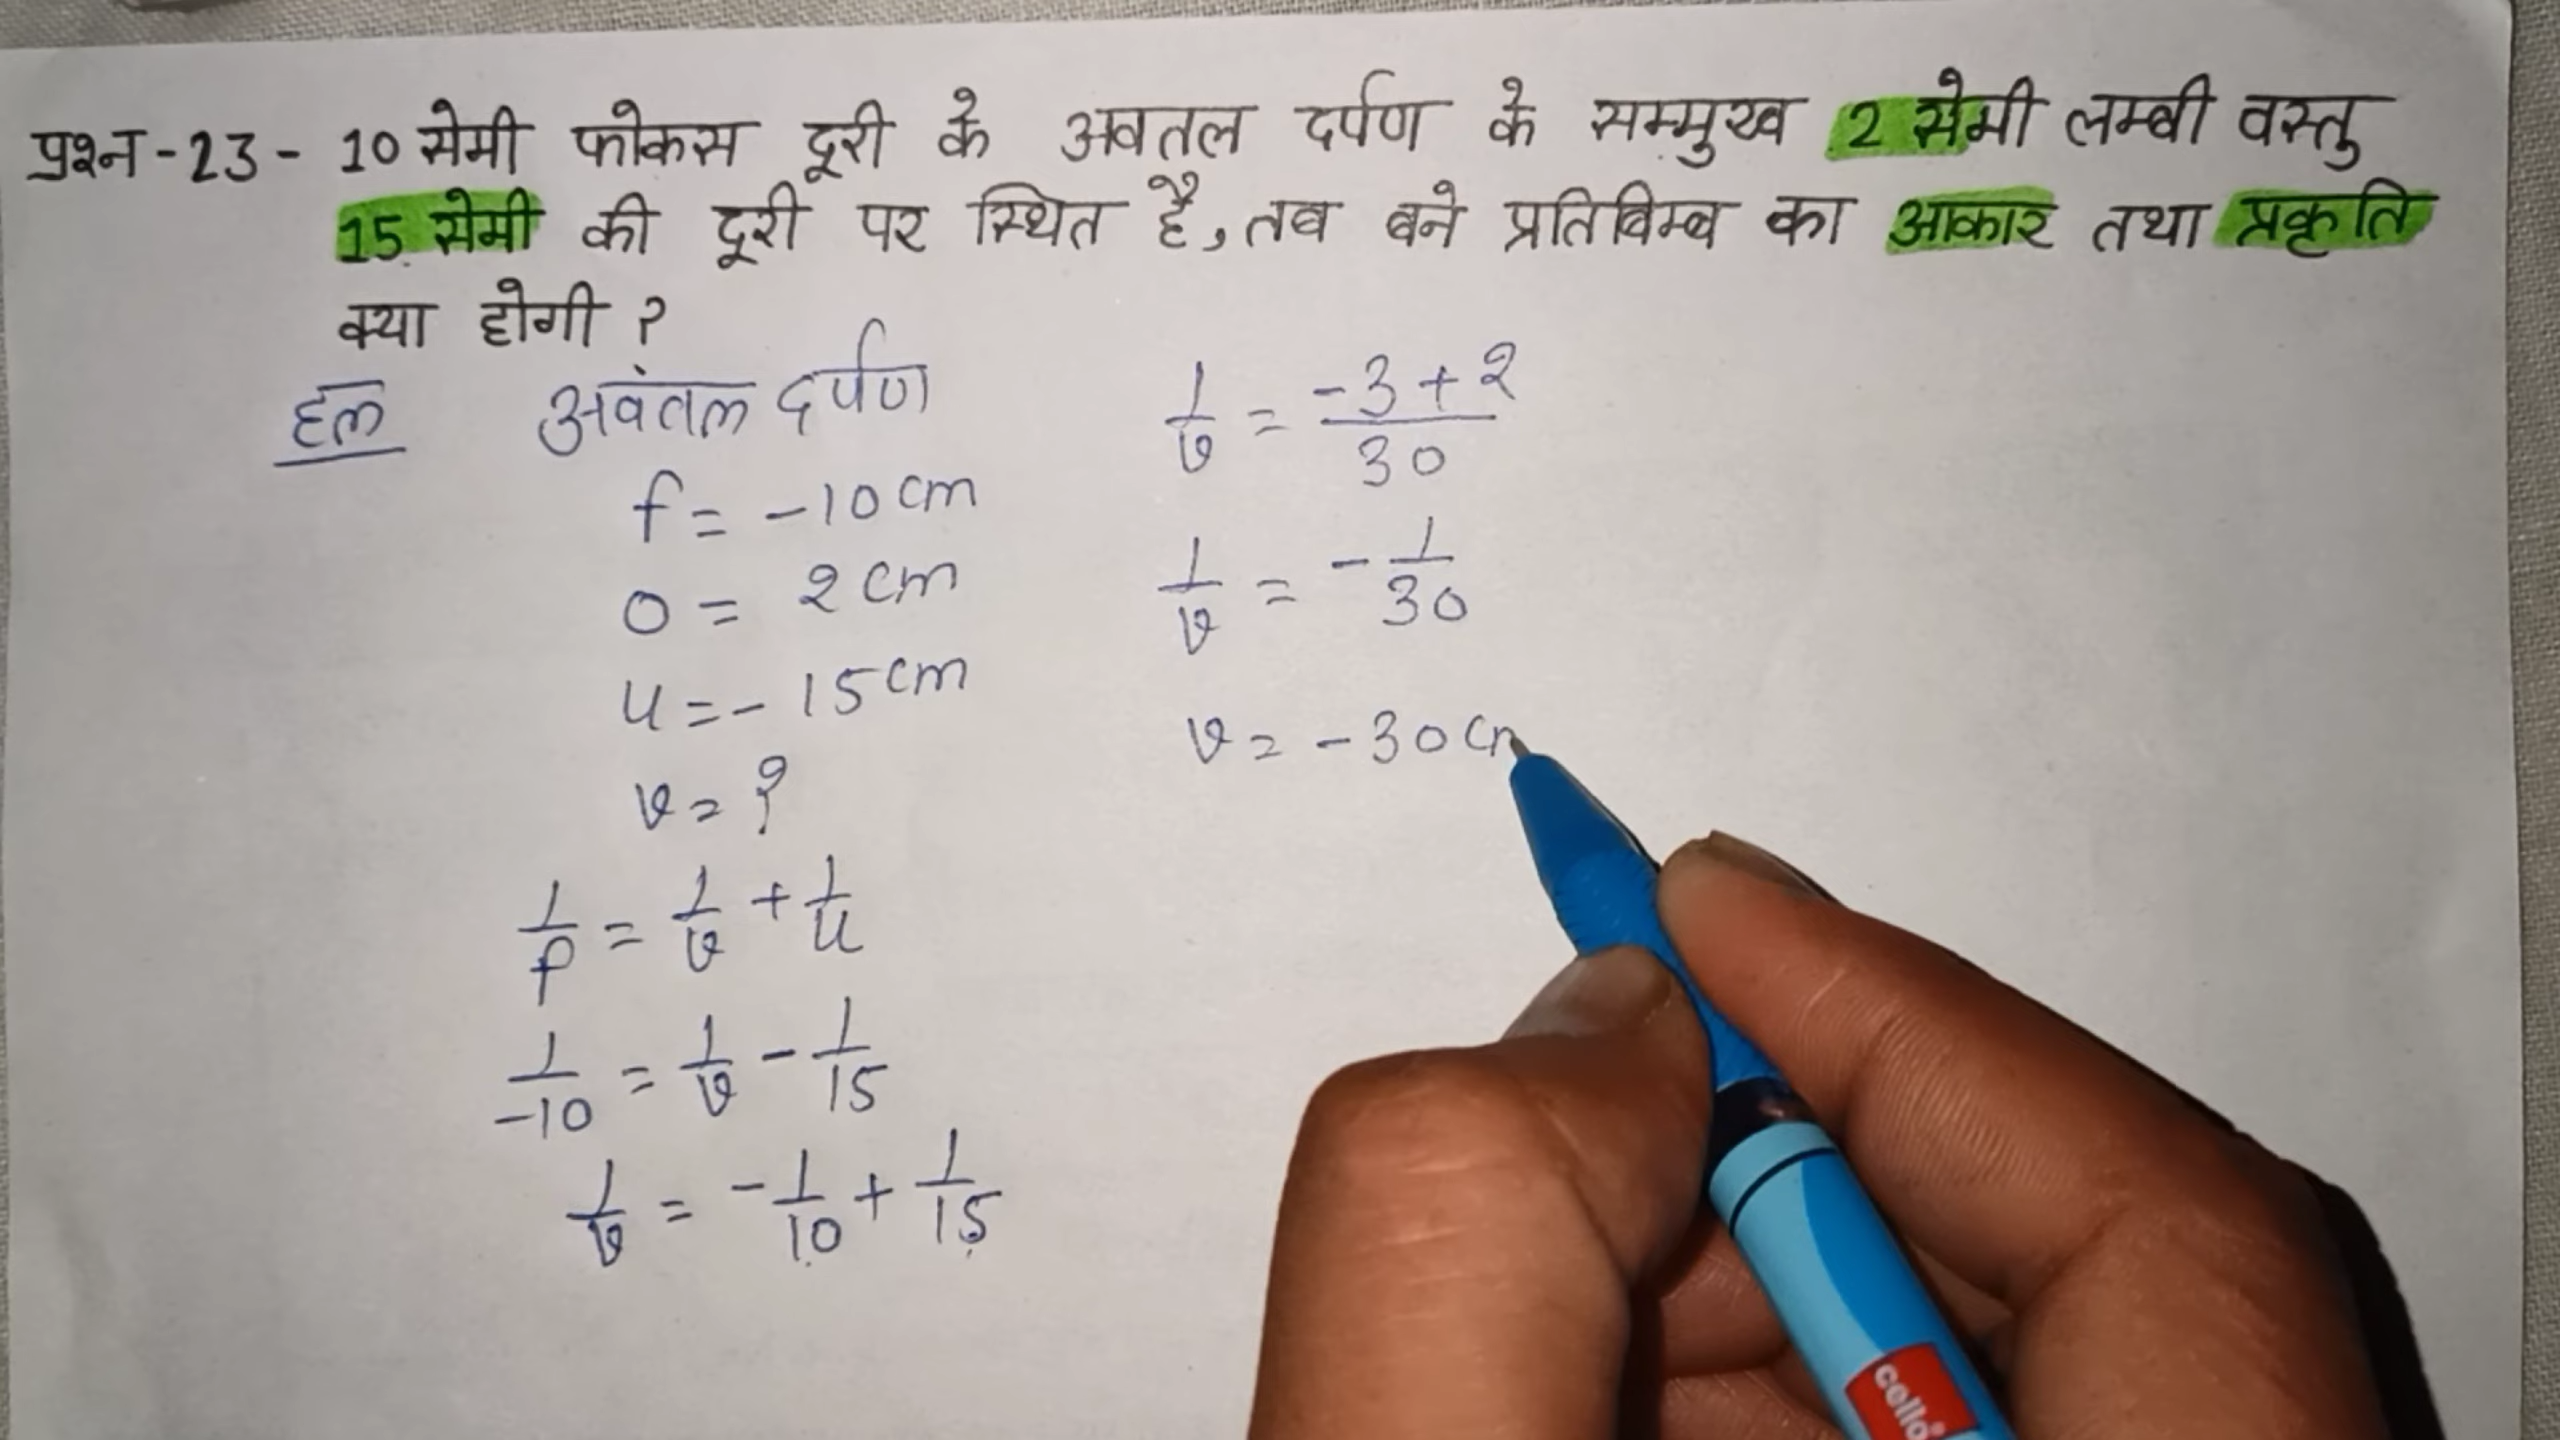 प्रश्न-23- 10 सेमी फोकस दूरी के अवतल दर्पण के सम्मुख 2 सेमी लम्बी वस्तु
15 सेमी की दूरी पर स्थित है, तब बने प्रतिबिम्ब का आकार तथा प्रकृति
क्या होगी ?
हल अवतल दर्पण
f = -10 cm
O = 2 cm
u = - 15 cm
v = ?
1/f = 1/v + 1/u
1/-10 = 1/v - 1/15
1/v = -1/10 + 1/15
1/v = -3+2/30
1/v = -1/30
v = -30 cm
cello